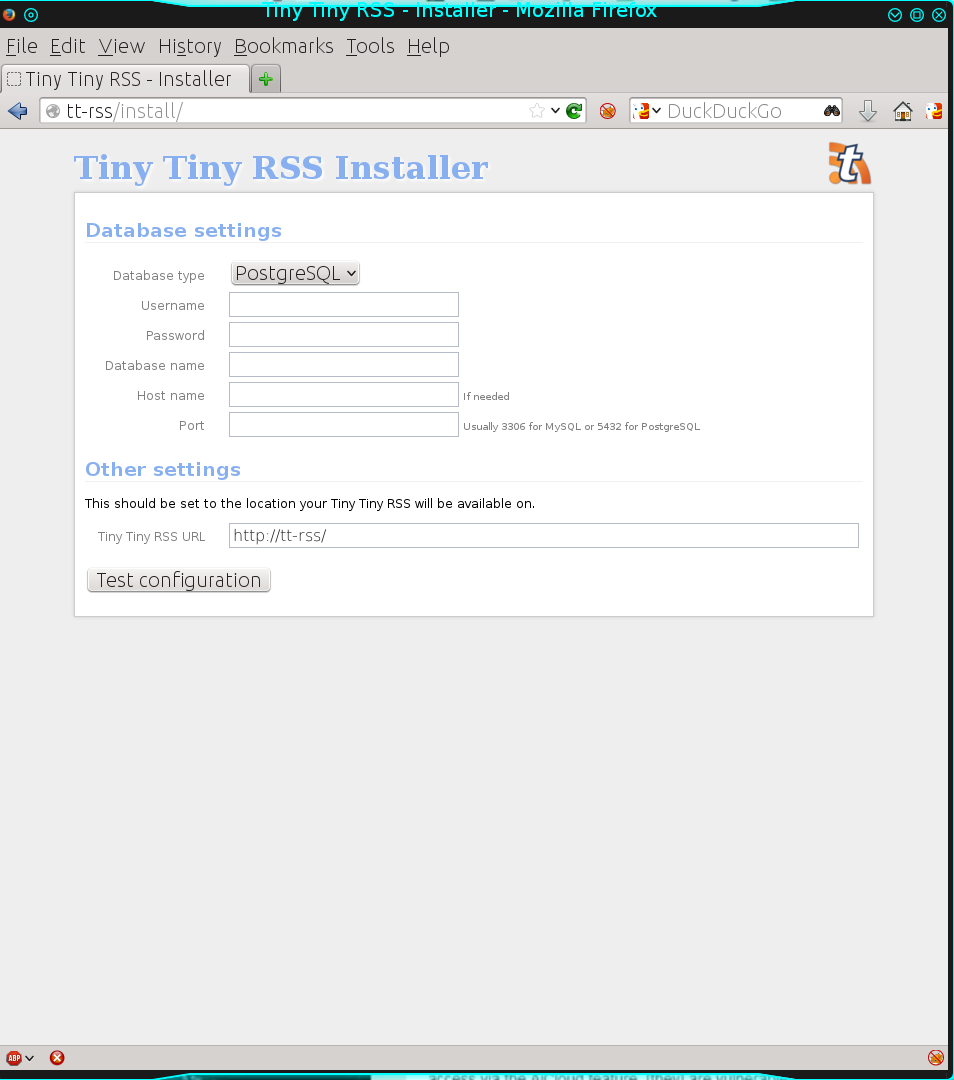 Tiny Tiny RSS - Installer - Mozilla Firefox
File Edit View History Bookmarks Tools Help
Tiny Tiny RSS - Installer
tt-rss/install/ DuckDuckGo
Tiny Tiny RSS Installer
Database settings
Database type PostgreSQL
Username
Password
Database name
Host name If needed
Port Usually 3306 for MySQL or 5432 for PostgreSQL
Other settings
This should be set to the location your Tiny Tiny RSS will be available on.
Tiny Tiny RSS URL http://tt-rss/
Test configuration
ABP